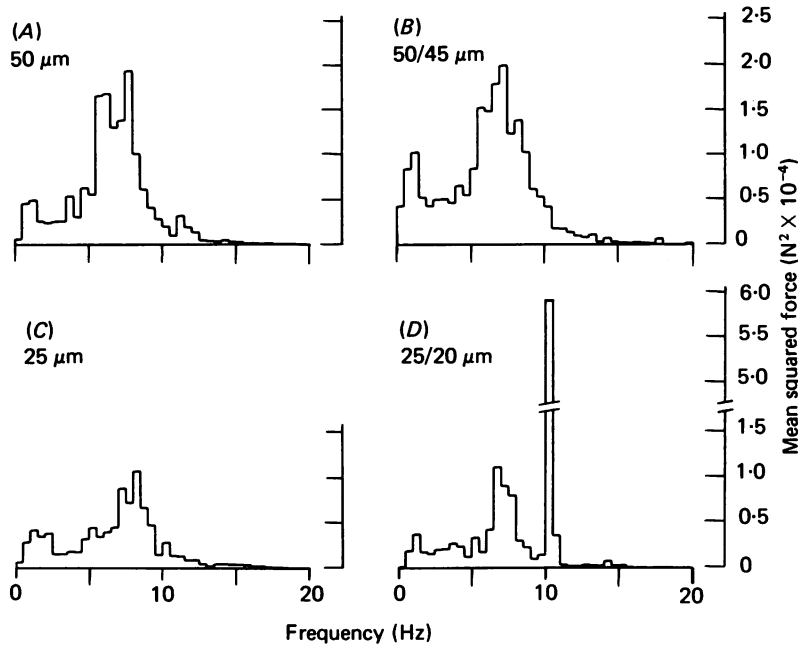 (A)
50 μm
(B)
50/45 μm
2·5
2·0
1·5
1·0
0·5
0
(C)
25 μm
(D)
25/20 μm
6·0
5·5
5·0
1·5
1·0
0·5
0
Mean squared force (N² X 10⁻⁴)
0
10
20
0
10
20
Frequency (Hz)